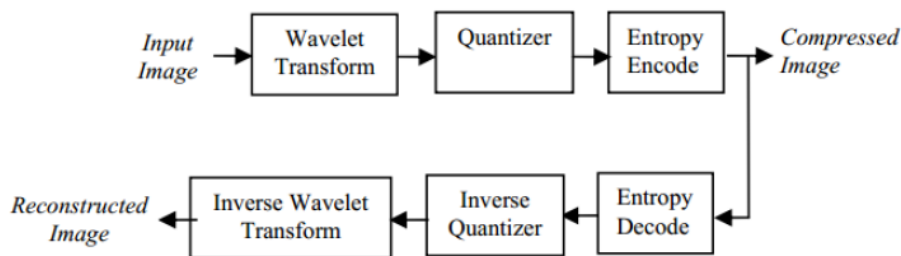 Input
Image
Wavelet
Transform
Quantizer
Entropy
Encode
Compressed
Image
Reconstructed
Image
Inverse Wavelet
Transform
Inverse
Quantizer
Entropy
Decode